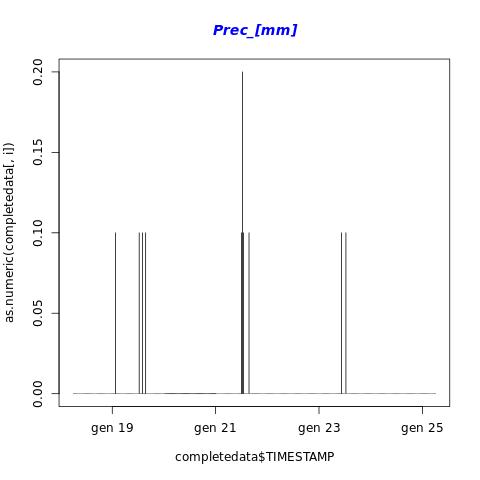 Prec_[mm]
as.numeric(completedata[, i])
0.20
0.15
0.10
0.05
0.00
gen 19
gen 21
gen 23
gen 25
completedata$TIMESTAMP